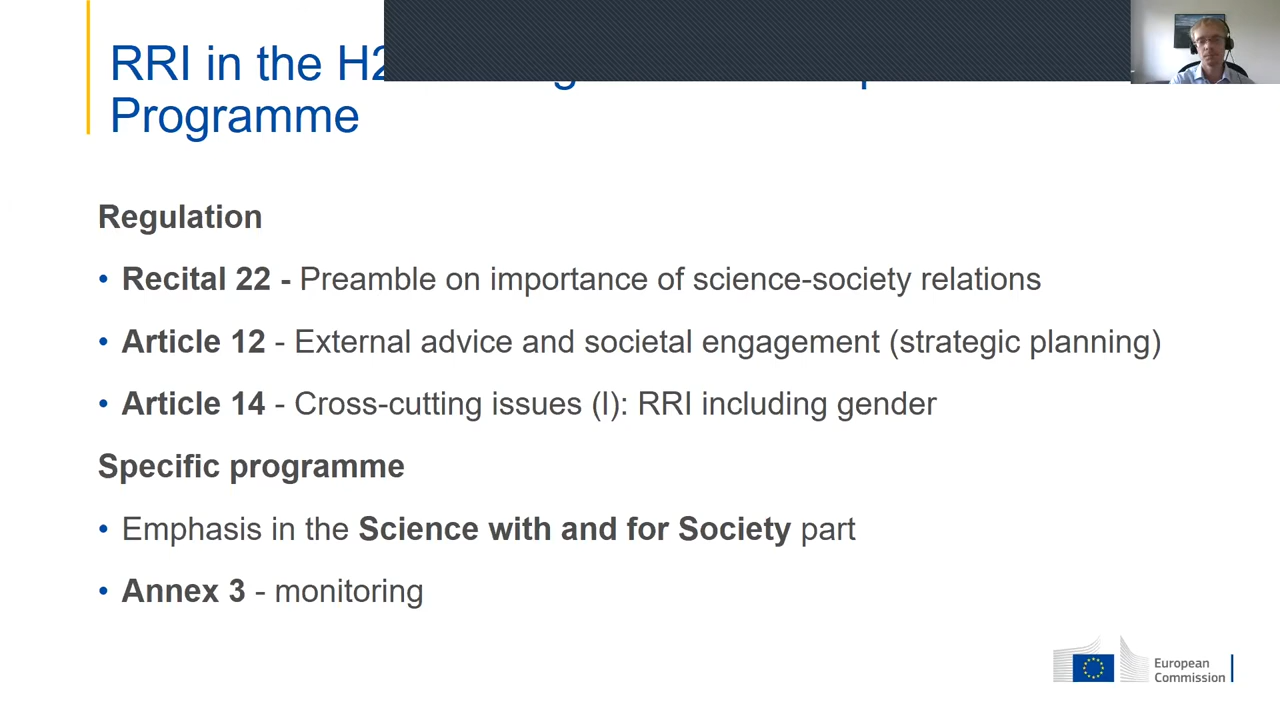 RRI in the
Programme
Regulation
• Recital 22 - Preamble on importance of science-society relations
• Article 12 - External advice and societal engagement (strategic planning)
• Article 14 - Cross-cutting issues (I): RRI including gender
Specific programme
• Emphasis in the Science with and for Society part
• Annex 3 - monitoring
European
Commission